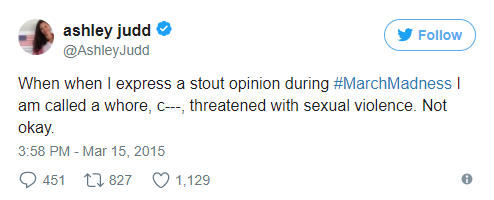 ashley judd
@AshleyJudd
Follow
When when I express a stout opinion during #MarchMadness I
am called a whore, c---, threatened with sexual violence. Not
okay.
3:58 PM - Mar 15, 2015
451 827 1,129